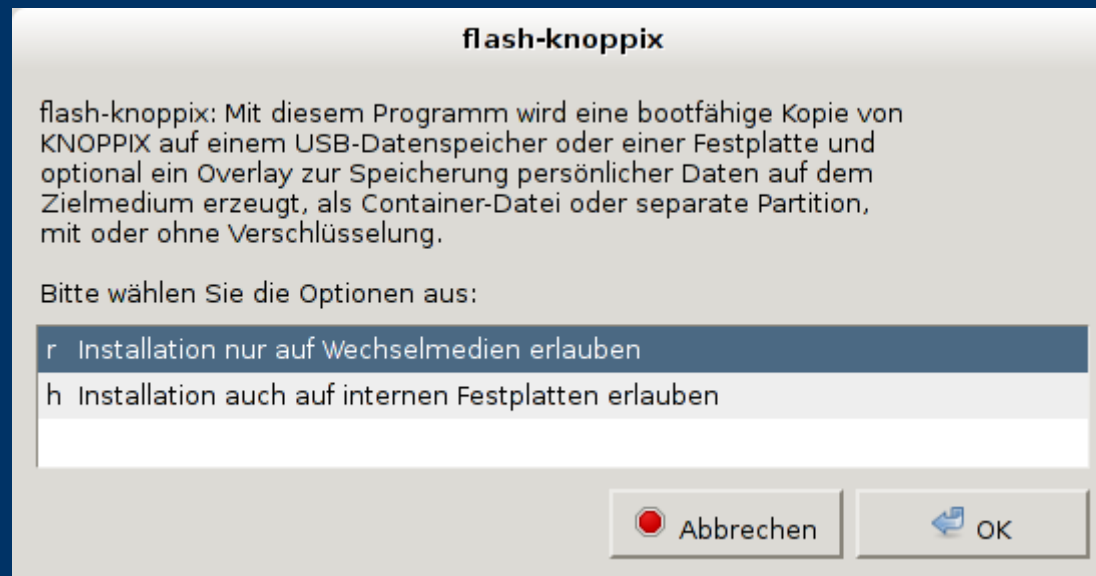 flash-knoppix
flash-knoppix: Mit diesem Programm wird eine bootfähige Kopie von
KNOPPIX auf einem USB-Datenspeicher oder einer Festplatte und
optional ein Overlay zur Speicherung persönlicher Daten auf dem
Zielmedium erzeugt, als Container-Datei oder separate Partition,
mit oder ohne Verschlüsselung.
Bitte wählen Sie die Optionen aus:
r Installation nur auf Wechselmedien erlauben
h Installation auch auf internen Festplatten erlauben
Abbrechen OK